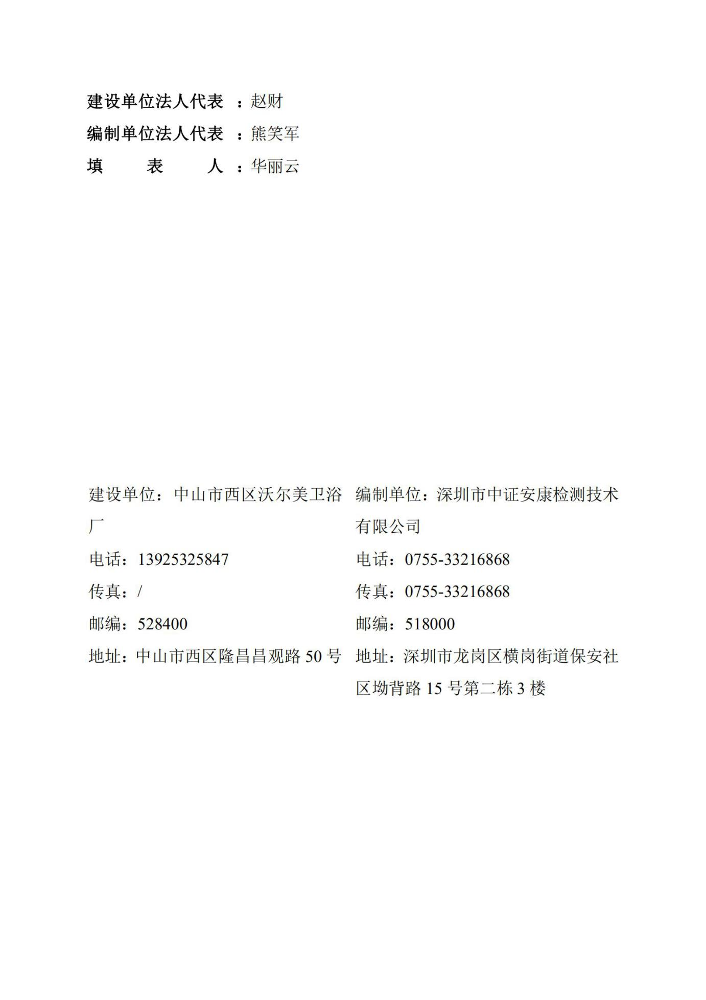 建设单位法人代表 ：赵财
编制单位法人代表 ：熊笑军
填 表 人 ：华丽云
建设单位：中山市西区沃尔美卫浴
厂
电话：13925325847
传真：/
邮编：528400
地址：中山市西区隆昌昌观路 50 号
编制单位：深圳市中证安康检测技术
有限公司
电话：0755-33216868
传真：0755-33216868
邮编：518000
地址：深圳市龙岗区横岗街道保安社
区坳背路 15 号第二栋 3 楼